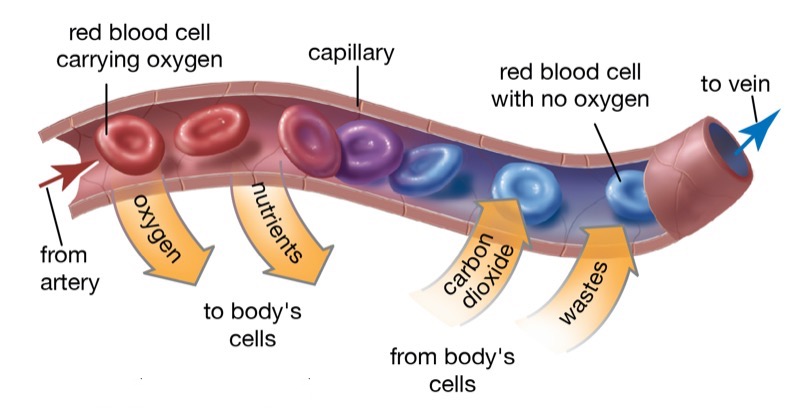 red blood cell
carrying oxygen
capillary
red blood cell
with no oxygen
to vein
from
artery
oxygen
nutrients
to body's
cells
carbon
dioxide
wastes
from body's
cells